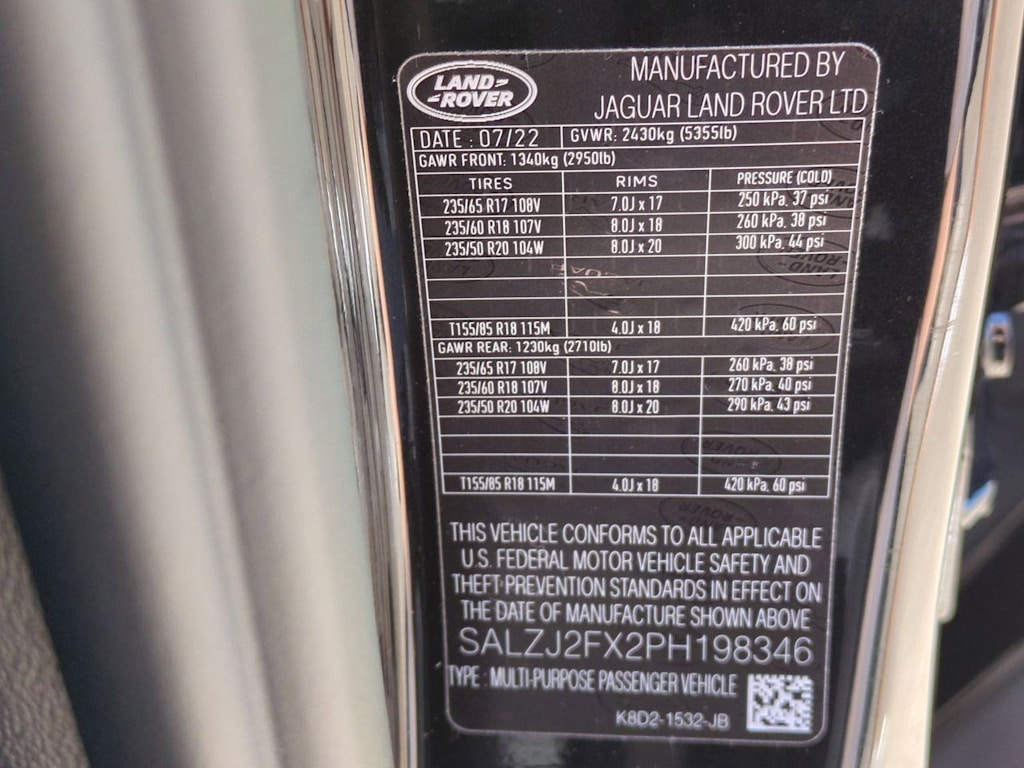 LAND-
-ROVER
MANUFACTURED BY
JAGUAR LAND ROVER LTD
DATE : 07/22 GVWR: 2430kg (5355lb)
GAWR FRONT: 1340kg (2950lb)
TIRES RIMS PRESSURE (COLD)
235/65 R17 108V 7.0J x 17 250 kPa, 37 psi
235/60 R18 107V 8.0J x 18 260 kPa, 38 psi
235/50 R20 104W 8.0J x 20 300 kPa, 44 psi
T155/85 R18 115M 4.0J x 18 420 kPa, 60 psi
GAWR REAR: 1230kg (2710lb)
235/65 R17 108V 7.0J x 17 260 kPa, 38 psi
235/60 R18 107V 8.0J x 18 270 kPa, 40 psi
235/50 R20 104W 8.0J x 20 290 kPa, 43 psi
T155/85 R18 115M 4.0J x 18 420 kPa, 60 psi
THIS VEHICLE CONFORMS TO ALL APPLICABLE
U.S. FEDERAL MOTOR VEHICLE SAFETY AND
THEFT PREVENTION STANDARDS IN EFFECT ON
THE DATE OF MANUFACTURE SHOWN ABOVE
SALZJ2FX2PH198346
TYPE : MULTI-PURPOSE PASSENGER VEHICLE
K8D2-1532-JB